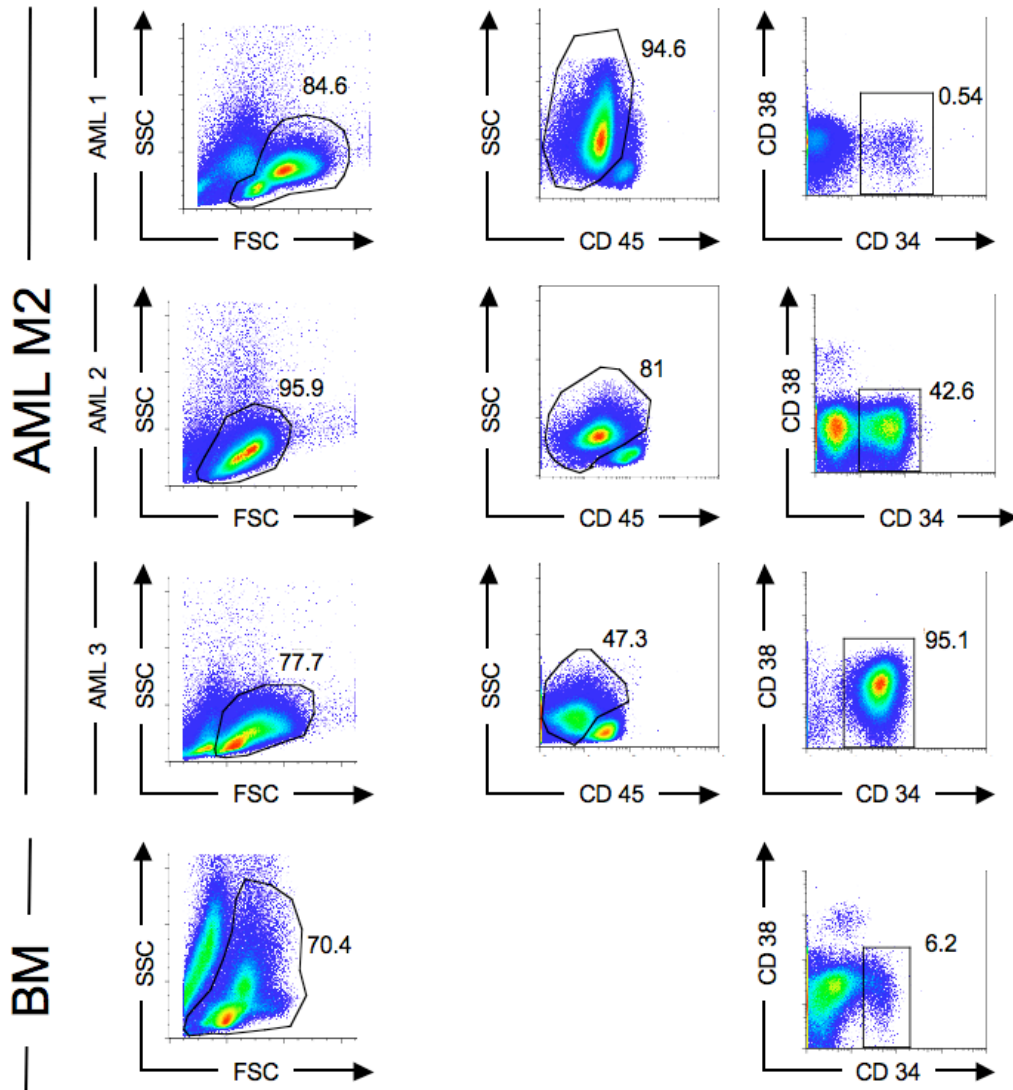 AML M2
AML 1
SSC
84.6
FSC
SSC
94.6
CD 45
CD 38
0.54
CD 34
AML 2
SSC
95.9
FSC
SSC
81
CD 45
CD 38
42.6
CD 34
AML 3
SSC
77.7
FSC
SSC
47.3
CD 45
CD 38
95.1
CD 34
BM
SSC
70.4
FSC
CD 38
6.2
CD 34